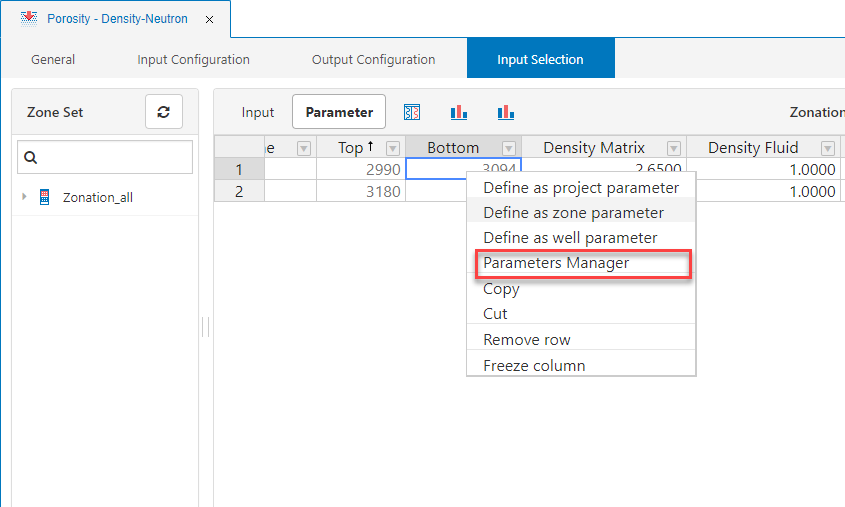 Porosity - Density-Neutron
General Input Configuration Output Configuration Input Selection
Zone Set
Input Parameter Zonation
e Top Bottom Density Matrix Density Fluid
1 2990 3094 2.6500 1.0000
2 3180 1.0000
Zonation_all
Define as project parameter
Define as zone parameter
Define as well parameter
Parameters Manager
Copy
Cut
Remove row
Freeze column